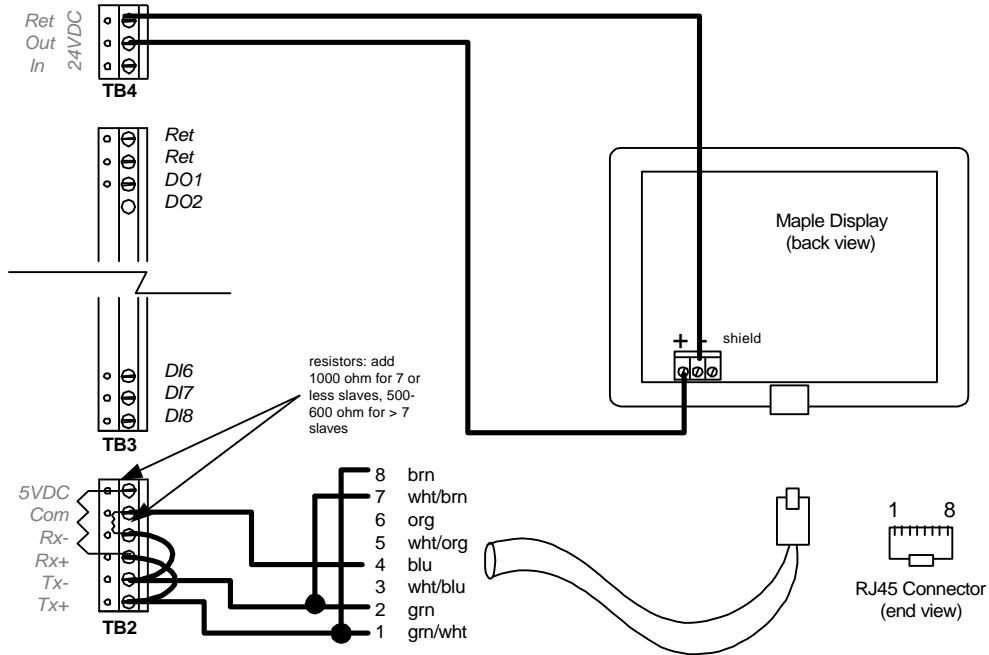 Ret
Out
In
24VDC
TB4
Ret
Ret
DO1
DO2
Maple Display
(back view)
+ - shield
DI6
DI7
DI8
TB3
resistors: add
1000 ohm for 7 or
less slaves, 500-
600 ohm for > 7
slaves
5VDC
Com
Rx-
Rx+
Tx-
Tx+
TB2
8 brn
7 wht/brn
6 org
5 wht/org
4 blu
3 wht/blu
2 grn
1 grn/wht
1 8
RJ45 Connector
(end view)